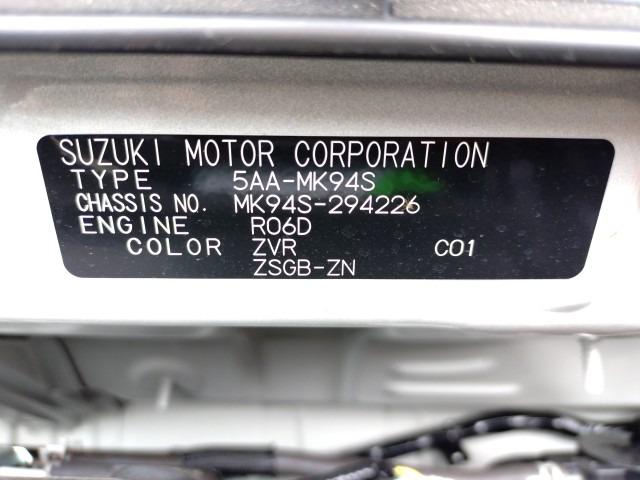 SUZUKI MOTOR CORPORATION
TYPE 5AA-MK94S
CHASSIS NO. MK94S-294226
ENGINE R06D
COLOR ZVR C01
ZSGB-ZN